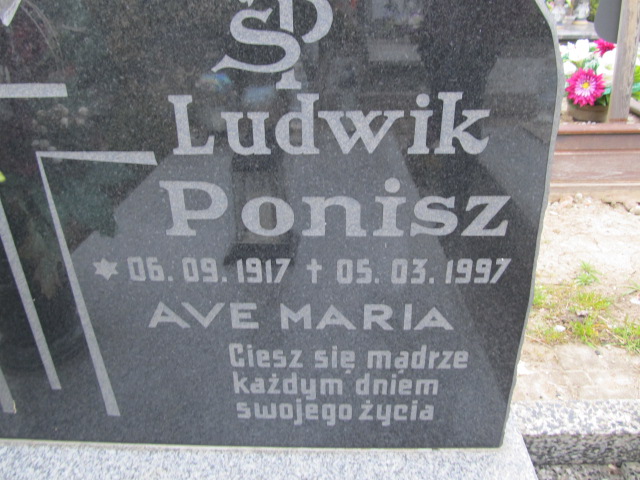 ŚP
Ludwik
Ponisz
* 06. 09. 1917 † 05. 03. 1997
AVE MARIA
Ciesz się mądrze
każdym dniem
swojego życia